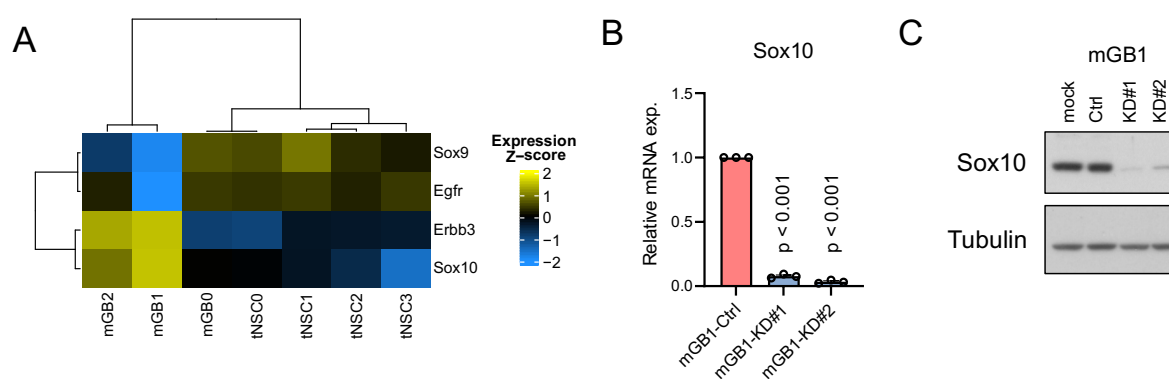 A
Sox9
Egfr
Erbb3
Sox10
mGB2
mGB1
mGB0
tNSC0
tNSC1
tNSC2
tNSC3
Expression
Z−score
2
1
0
−1
−2
B
Sox10
Relative mRNA exp.
1.5
1.0
0.5
0.0
p < 0.001
p < 0.001
mGB1-Ctrl
mGB1-KD#1
mGB1-KD#2
C
mGB1
mock
Ctrl
KD#1
KD#2
Sox10
Tubulin